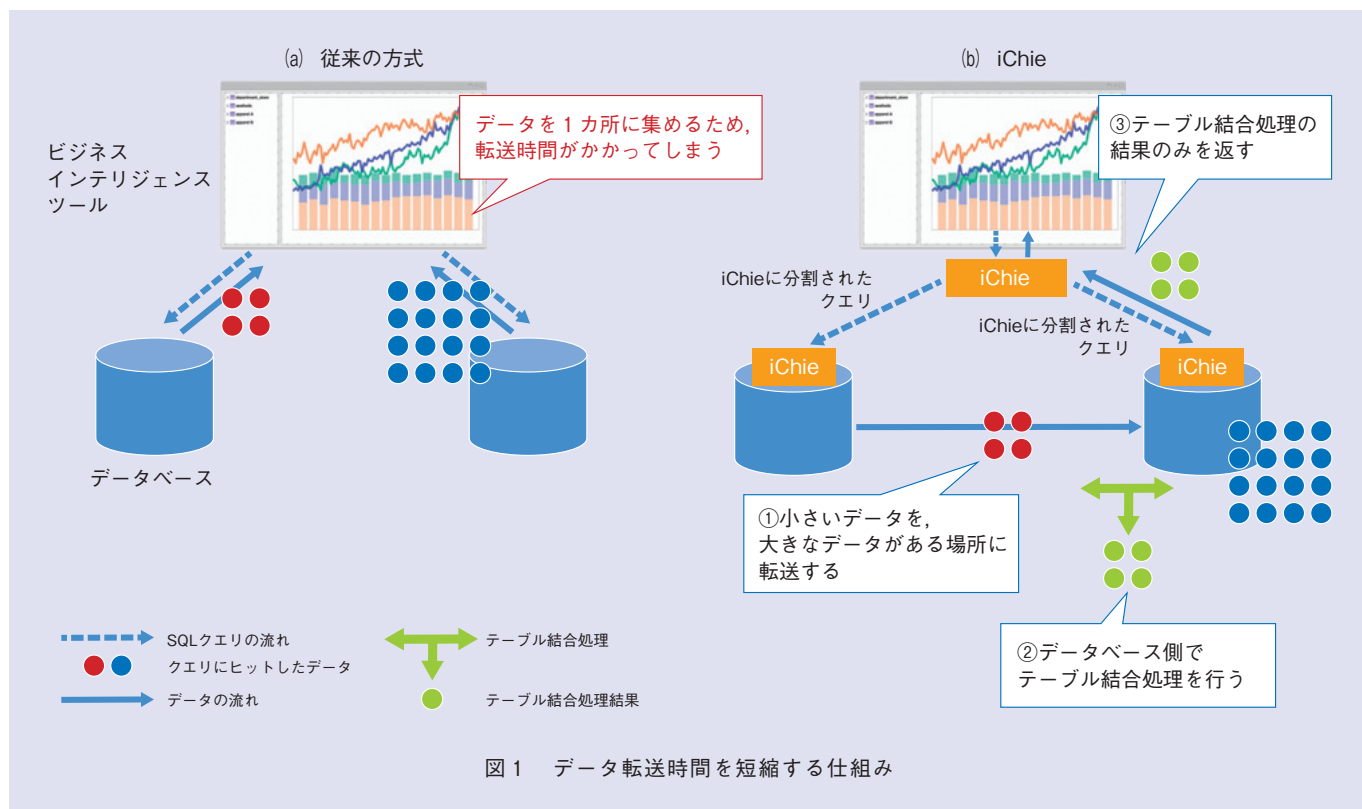 (a) 従来の方式
ビジネス
インテリジェンス
ツール
データを1カ所に集めるため,
転送時間がかかってしまう
データベース
(b) iChie
③テーブル結合処理の
結果のみを返す
iChie
iChieに分割された
クエリ
iChieに分割された
クエリ
iChie
iChie
①小さいデータを,
大きなデータがある場所に
転送する
②データベース側で
テーブル結合処理を行う
SQLクエリの流れ
クエリにヒットしたデータ
データの流れ
テーブル結合処理
テーブル結合処理結果
図1 データ転送時間を短縮する仕組み